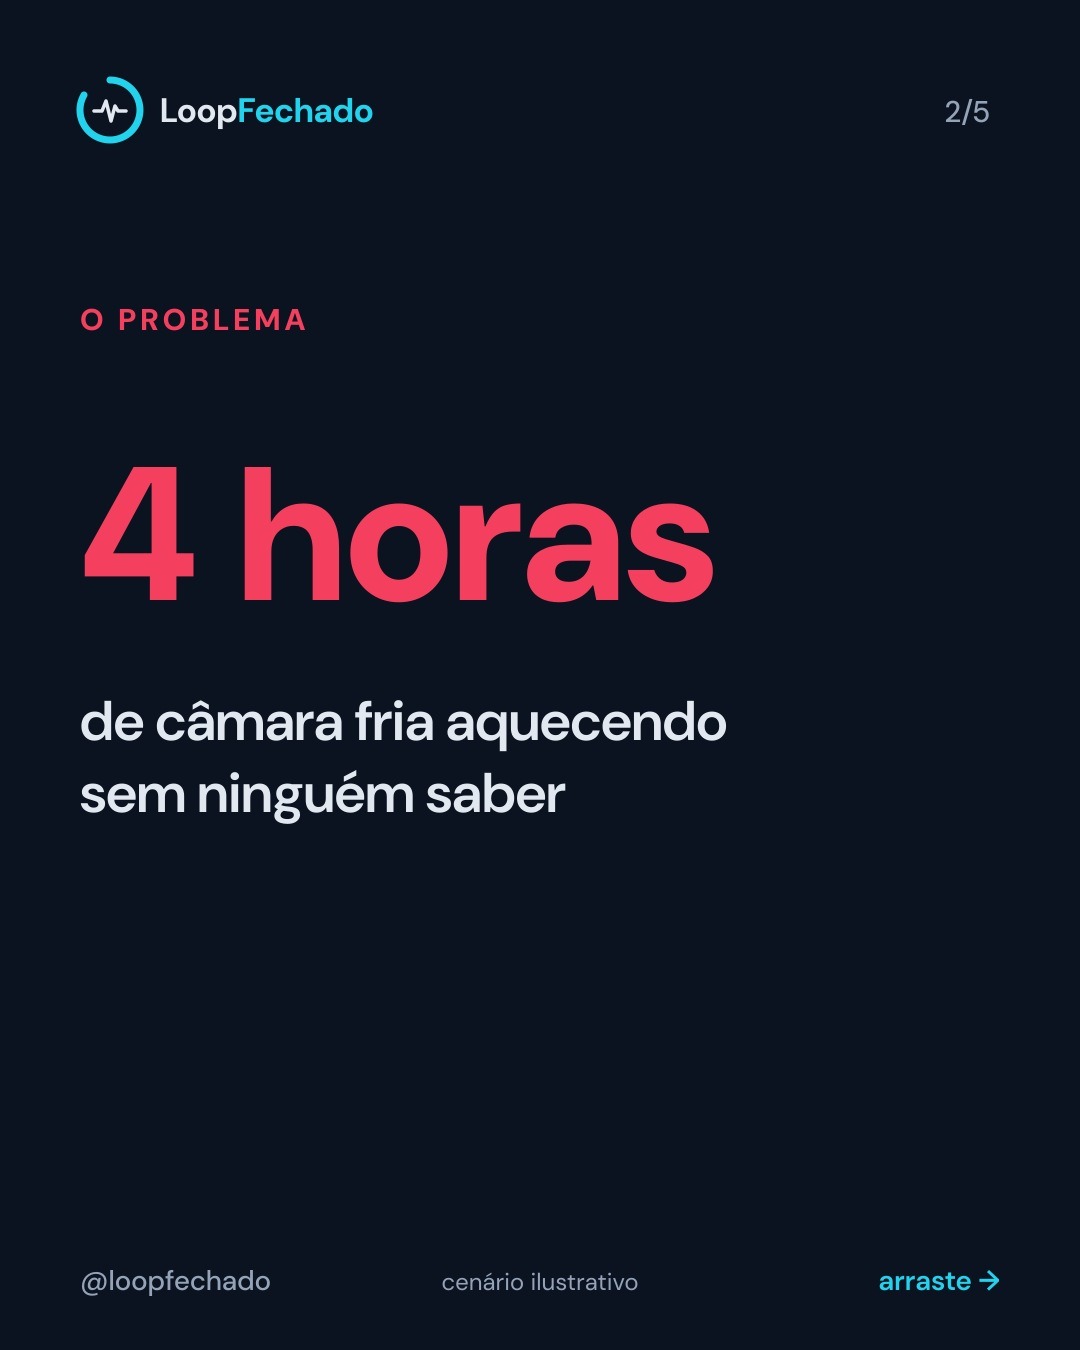 LoopFechado
2/5
O PROBLEMA
4 horas
de câmara fria aquecendo
sem ninguém saber
@loopfechado
cenário ilustrativo
arraste →